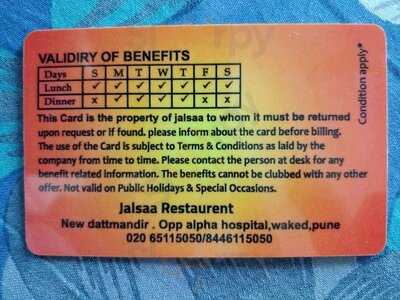 VALIDIRY OF BENEFITS
Days S M T W T F S
Lunch ✓ ✓ ✓ ✓ ✓ ✓ ✓
Dinner x ✓ ✓ ✓ ✓ x x
Condition apply*
This Card is the property of jalsaa to whom it must be returned
upon request or if found. please inform about the card before billing.
The use of the Card is subject to Terms & Conditions as laid by the
company from time to time. Please contact the person at desk for any
benefit related information. The benefits cannot be clubbed with any other
offer. Not valid on Public Holidays & Special Occasions.
Jalsaa Restaurent
New dattmandir . Opp alpha hospital,waked,pune
020 65115050/8446115050